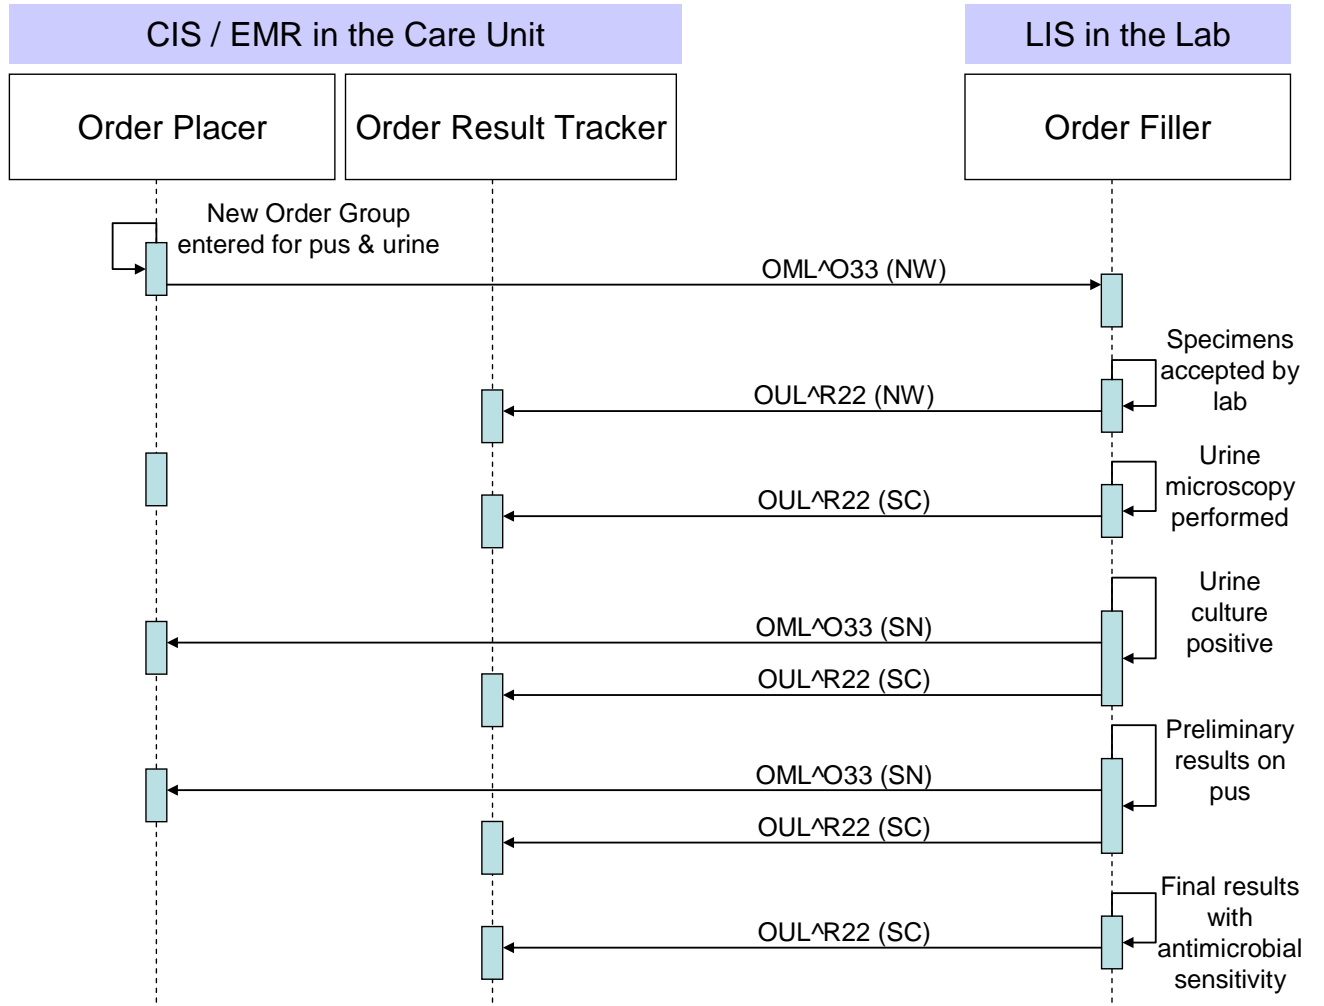 CIS / EMR in the Care Unit
LIS in the Lab
Order Placer
Order Result Tracker
Order Filler
New Order Group
entered for pus & urine
OML^O33 (NW)
Specimens
accepted by
lab
OUL^R22 (NW)
Urine
microscopy
performed
OUL^R22 (SC)
Urine
culture
positive
OML^O33 (SN)
OUL^R22 (SC)
Preliminary
results on
pus
OML^O33 (SN)
OUL^R22 (SC)
Final results
with
antimicrobial
sensitivity
OUL^R22 (SC)